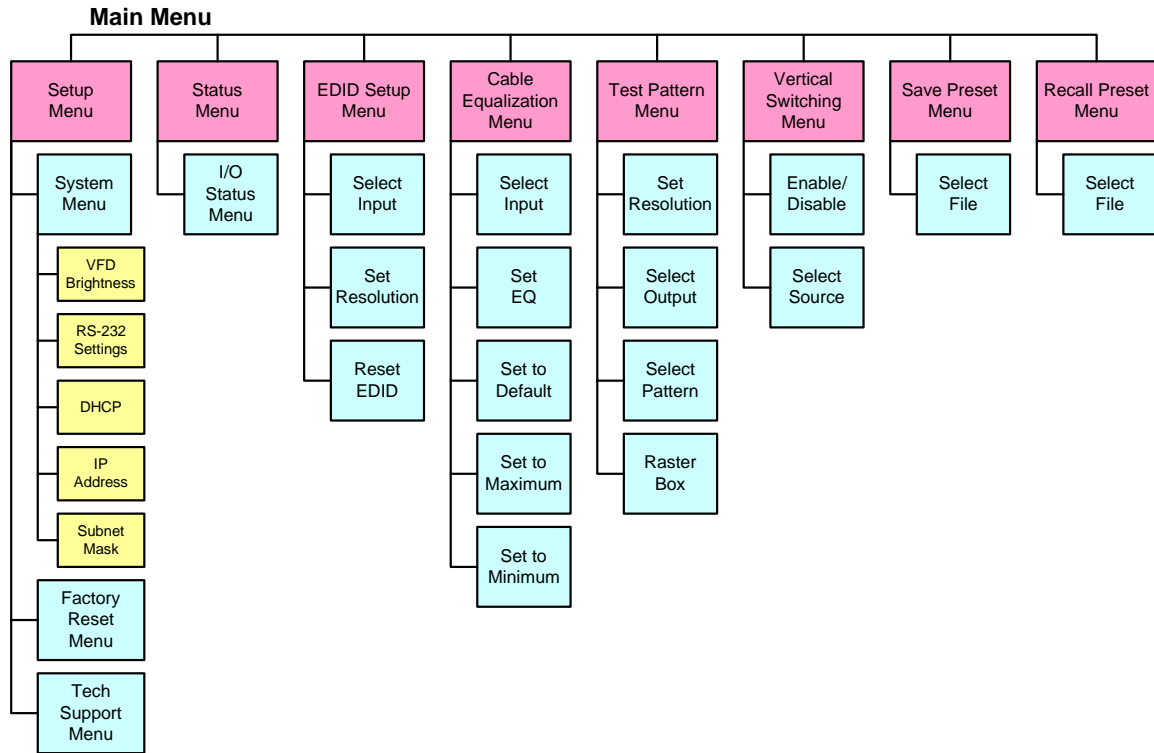 Main Menu
Setup
Menu
Status
Menu
EDID Setup
Menu
Cable
Equalization
Menu
Test Pattern
Menu
Vertical
Switching
Menu
Save Preset
Menu
Recall Preset
Menu
System
Menu
VFD
Brightness
RS-232
Settings
DHCP
IP
Address
Subnet
Mask
Factory
Reset
Menu
Tech
Support
Menu
I/O
Status
Menu
Select
Input
Set
Resolution
Reset
EDID
Select
Input
Set
EQ
Set to
Default
Set to
Maximum
Set to
Minimum
Set
Resolution
Select
Output
Select
Pattern
Raster
Box
Enable/
Disable
Select
Source
Select
File
Select
File